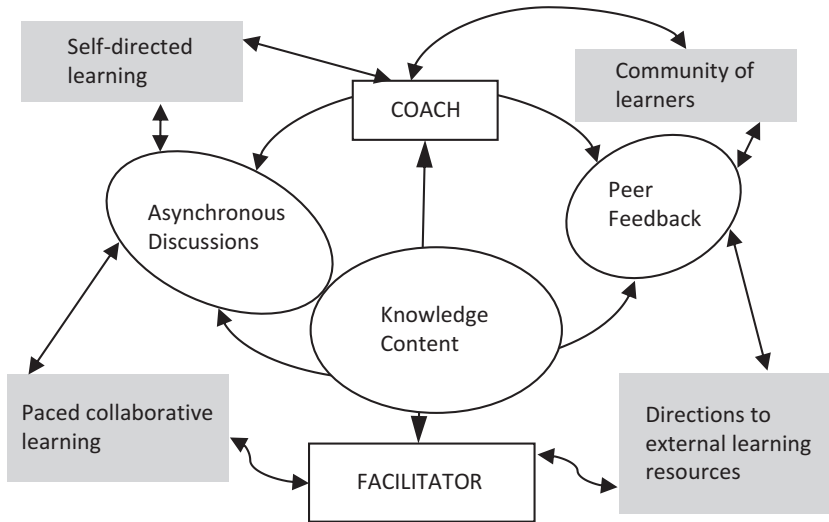 Self-directed
learning
Community of
learners
COACH
Asynchronous
Discussions
Peer
Feedback
Knowledge
Content
Paced collaborative
learning
Directions to
external learning
resources
FACILITATOR